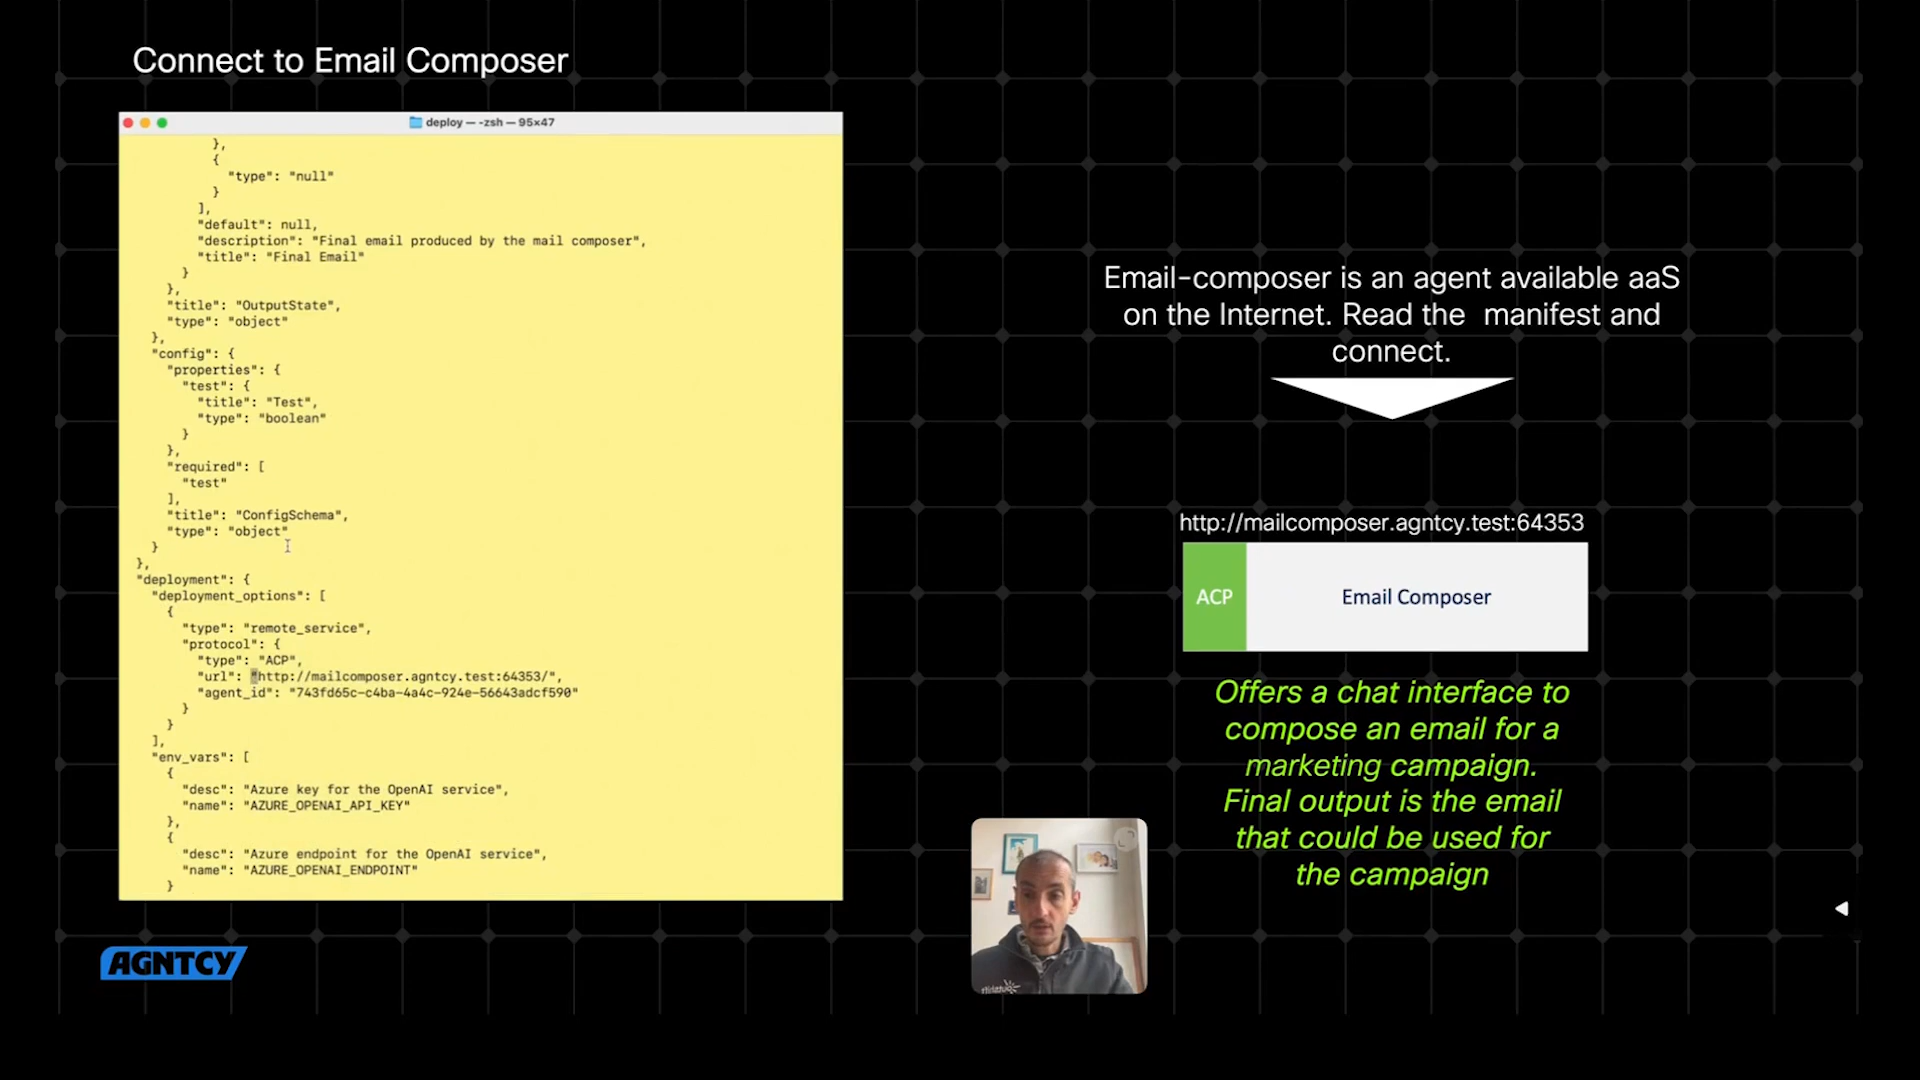 Connect to Email Composer
deploy — -zsh — 95×47
},
{
"type": "null"
}
],
"default": null,
"description": "Final email produced by the mail composer",
"title": "Final Email"
}
},
"title": "OutputState",
"type": "object"
},
"config": {
"properties": {
"test": {
"title": "Test",
"type": "boolean"
}
},
"required": [
"test"
],
"title": "ConfigSchema",
"type": "object"
}
},
"deployment": {
"deployment_options": [
{
"type": "remote_service",
"protocol": {
"type": "ACP",
"url": "http://mailcomposer.agntcy.test:64353/",
"agent_id": "743fd65c-c4ba-4a4c-924e-56643adcf590"
}
}
],
"env_vars": [
{
"desc": "Azure key for the OpenAI service",
"name": "AZURE_OPENAI_API_KEY"
},
{
"desc": "Azure endpoint for the OpenAI service",
"name": "AZURE_OPENAI_ENDPOINT"
}
Email-composer is an agent available aaS
on the Internet. Read the manifest and
connect.
http://mailcomposer.agntcy.test:64353
ACP
Email Composer
Offers a chat interface to
compose an email for a
marketing campaign.
Final output is the email
that could be used for
the campaign
AGNTCY